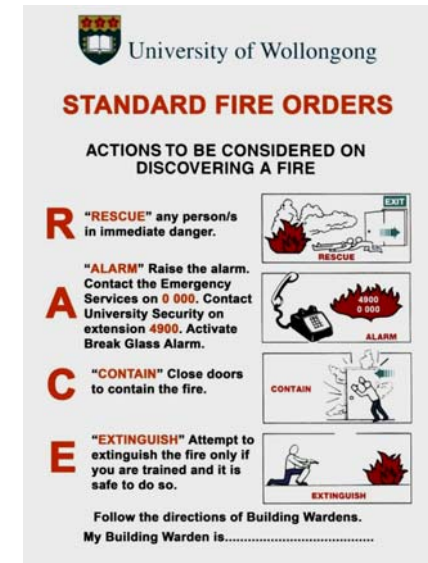 University of Wollongong
STANDARD FIRE ORDERS
ACTIONS TO BE CONSIDERED ON
DISCOVERING A FIRE
R
"RESCUE" any person/s
in immediate danger.
EXIT
RESCUE
A
"ALARM" Raise the alarm.
Contact the Emergency
Services on 0 000. Contact
University Security on
extension 4900. Activate
Break Glass Alarm.
4900
0 000
ALARM
C
"CONTAIN" Close doors
to contain the fire.
CONTAIN
E
"EXTINGUISH" Attempt to
extinguish the fire only if
you are trained and it is
safe to do so.
EXTINGUISH
Follow the directions of Building Wardens.
My Building Warden is.......................................